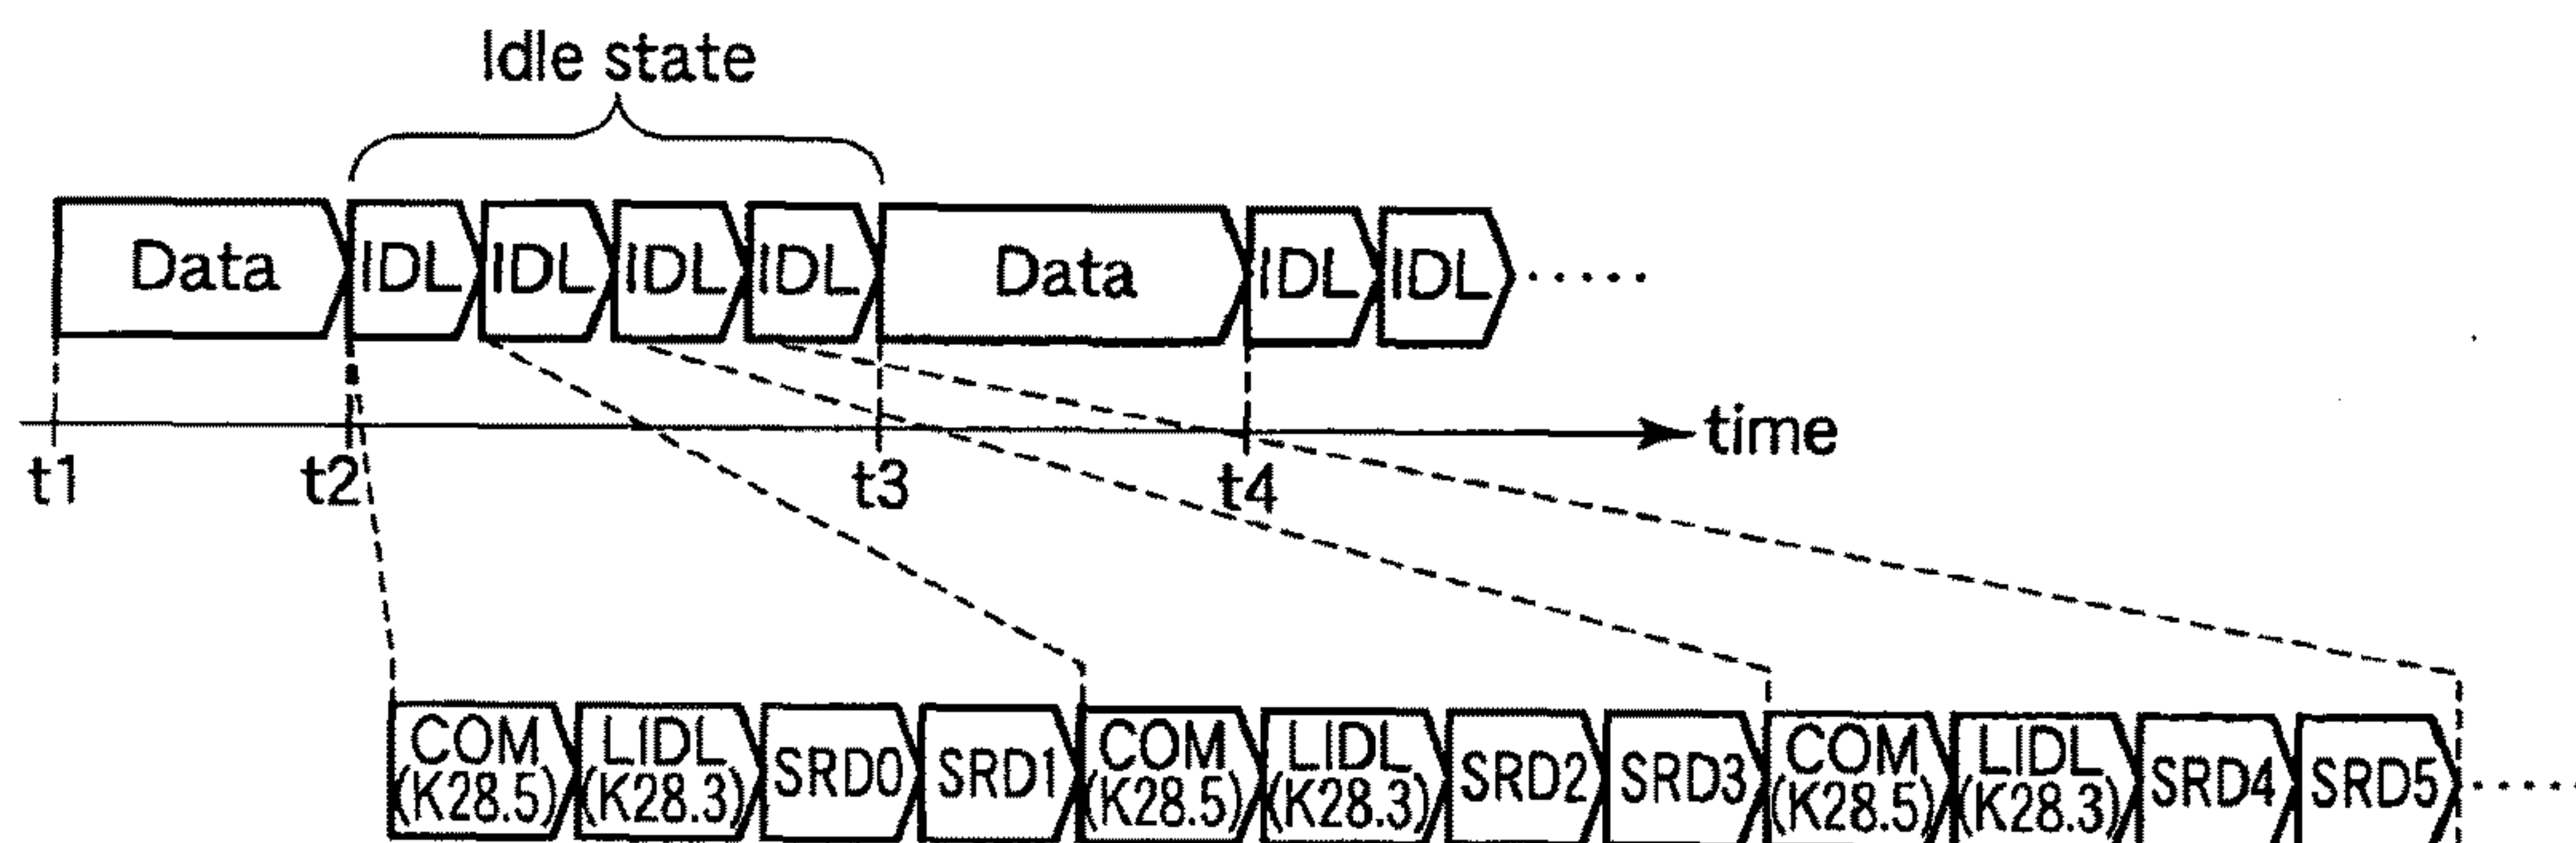 Idle state
Data IDL IDL IDL IDL Data IDL IDL .....
time
t1 t2 t3 t4
COM LIDL SRD0 SRD1 COM LIDL SRD2 SRD3 COM LIDL SRD4 SRD5 .....
(K28.5) (K28.3) (K28.5) (K28.3) (K28.5) (K28.3)